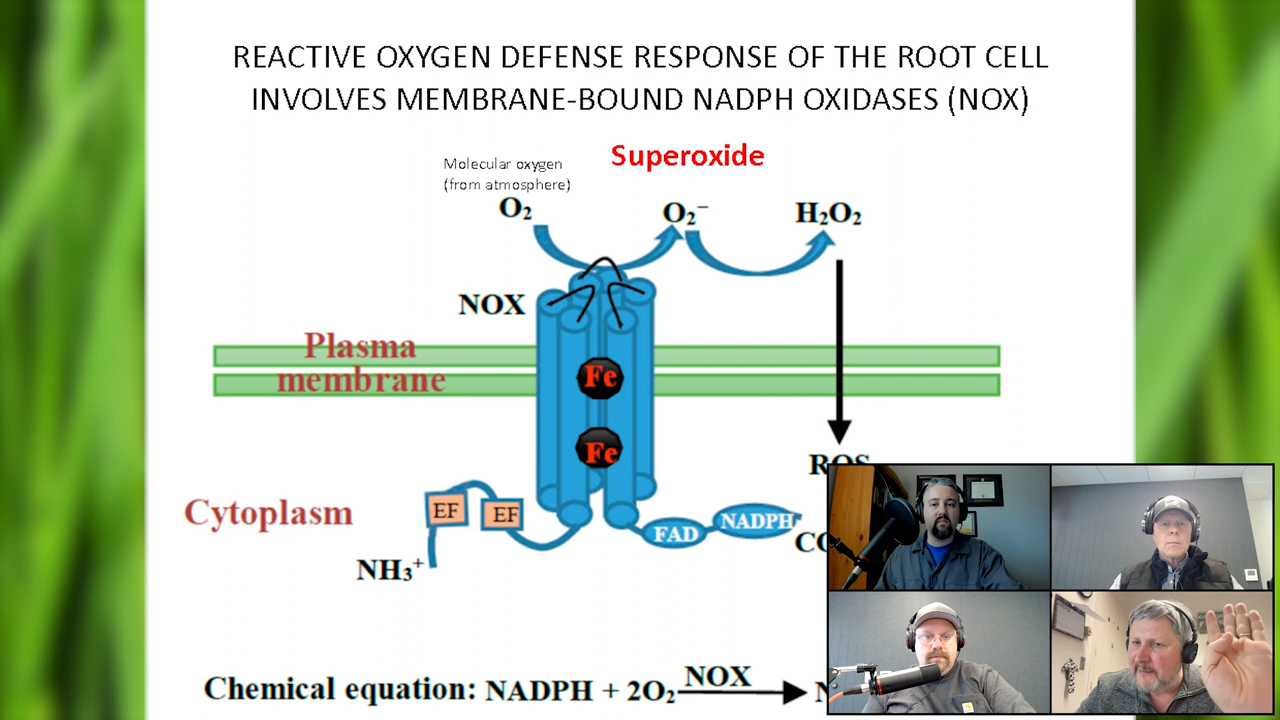 REACTIVE OXYGEN DEFENSE RESPONSE OF THE ROOT CELL
INVOLVES MEMBRANE-BOUND NADPH OXIDASES (NOX)
Superoxide
Molecular oxygen
(from atmosphere)
O₂
O₂⁻
H₂O₂
NOX
Plasma
membrane
Fe
Fe
ROS
Cytoplasm
EF
EF
FAD
NADPH
NH₃⁺
NOX
Chemical equation: NADPH + 2O₂